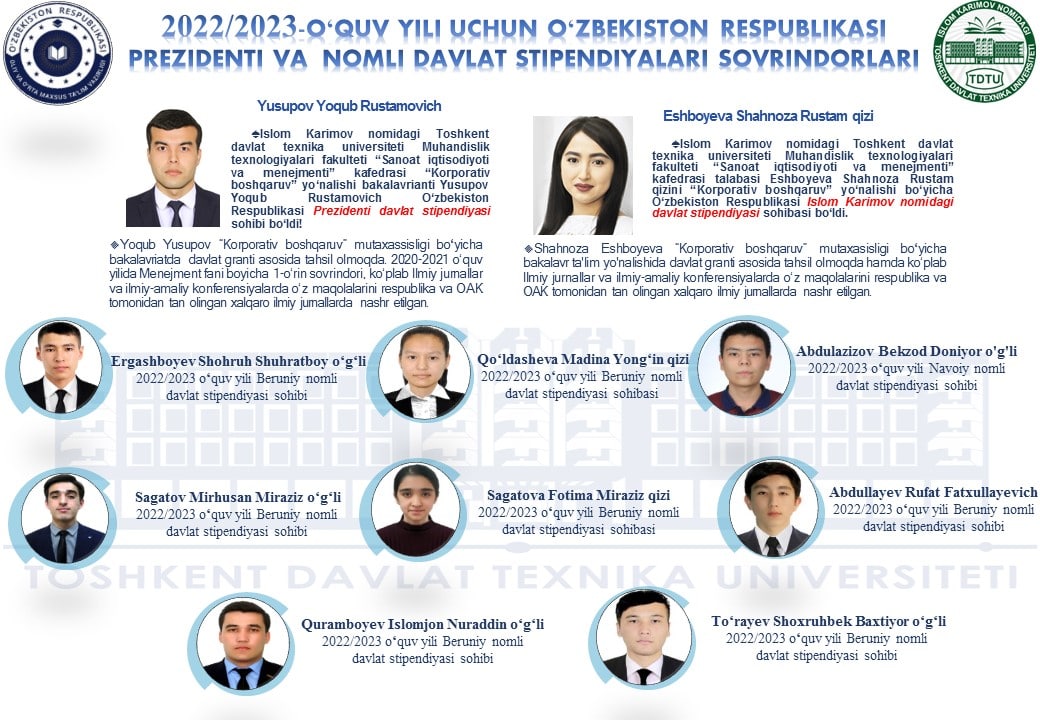 2022/2023-O‘QUV YILI UCHUN O‘ZBEKISTON RESPUBLIKASI
PREZIDENTI VA NOMLI DAVLAT STIPENDIYALARI SOVRINDORLARI
O‘ZBEKISTON RESPUBLIKASI
OLIY VA O‘RTA MAXSUS TA’LIM VAZIRLIGI
ISLOM KARIMOV NOMIDAGI
TOSHKENT DAVLAT TEXNIKA UNIVERSITETI
TDTU
Yusupov Yoqub Rustamovich
Islom Karimov nomidagi Toshkent
davlat texnika universiteti Muhandislik
texnologiyalari fakulteti “Sanoat iqtisodiyoti
va menejmenti” kafedrasi “Korporativ
boshqaruv” yo‘nalishi bakalavrianti Yusupov
Yoqub Rustamovich O‘zbekiston
Respublikasi Prezidenti davlat stipendiyasi
sohibi bo‘ldi!
Yoqub Yusupov “Korporativ boshqaruv” mutaxassisligi bo‘yicha
bakalavriatda davlat granti asosida tahsil olmoqda. 2020-2021 o‘quv
yilida Menejment fani boyicha 1-o‘rin sovrindori, ko‘plab Ilmiy jurnallar
va ilmiy-amaliy konferensiyalarda o‘z maqolalarini respublika va OAK
tomonidan tan olingan xalqaro ilmiy jurnallarda nashr etilgan.
Eshboyeva Shahnoza Rustam qizi
Islom Karimov nomidagi Toshkent davlat
texnika universiteti Muhandislik texnologiyalari
fakulteti “Sanoat iqtisodiyoti va menejmenti”
kafedrasi talabasi Eshboyeva Shahnoza Rustam
qizini “Korporativ boshqaruv” yo‘nalishi bo‘yicha
O‘zbekiston Respublikasi Islom Karimov nomidagi
davlat stipendiyasi sohibasi bo‘ldi.
Shahnoza Eshboyeva “Korporativ boshqaruv” mutaxasisligi bo‘yicha
bakalavr ta'lim yo'nalishida davlat granti asosida tahsil olmoqda hamda ko‘plab
Ilmiy jurnallar va ilmiy-amaliy konferensiyalarda o‘z maqolalarini respublika va
OAK tomonidan tan olingan xalqaro ilmiy jurnallarda nashr etilgan.
Ergashboyev Shohruh Shuhratboy o‘g‘li
2022/2023 o‘quv yili Beruniy nomli
davlat stipendiyasi sohibi
Qo‘ldasheva Madina Yong‘in qizi
2022/2023 o‘quv yili Beruniy nomli
davlat stipendiyasi sohibasi
Abdulazizov Bekzod Doniyor o'g'li
2022/2023 o‘quv yili Navoiy nomli
davlat stipendiyasi sohibi
Sagatov Mirhusan Miraziz o‘g‘li
2022/2023 o‘quv yili Beruniy nomli
davlat stipendiyasi sohibi
Sagatova Fotima Miraziz qizi
2022/2023 o‘quv yili Beruniy nomli
davlat stipendiyasi sohibasi
Abdullayev Rufat Fatxullayevich
2022/2023 o‘quv yili Beruniy nomli
davlat stipendiyasi sohibi
TOSHKENT DAVLAT TEXNIKA UNIVERSITETI
Quramboyev Islomjon Nuraddin o‘g‘li
2022/2023 o‘quv yili Beruniy nomli
davlat stipendiyasi sohibi
To‘rayev Shoxruhbek Baxtiyor o‘g‘li
2022/2023 o‘quv yili Beruniy nomli
davlat stipendiyasi sohibi